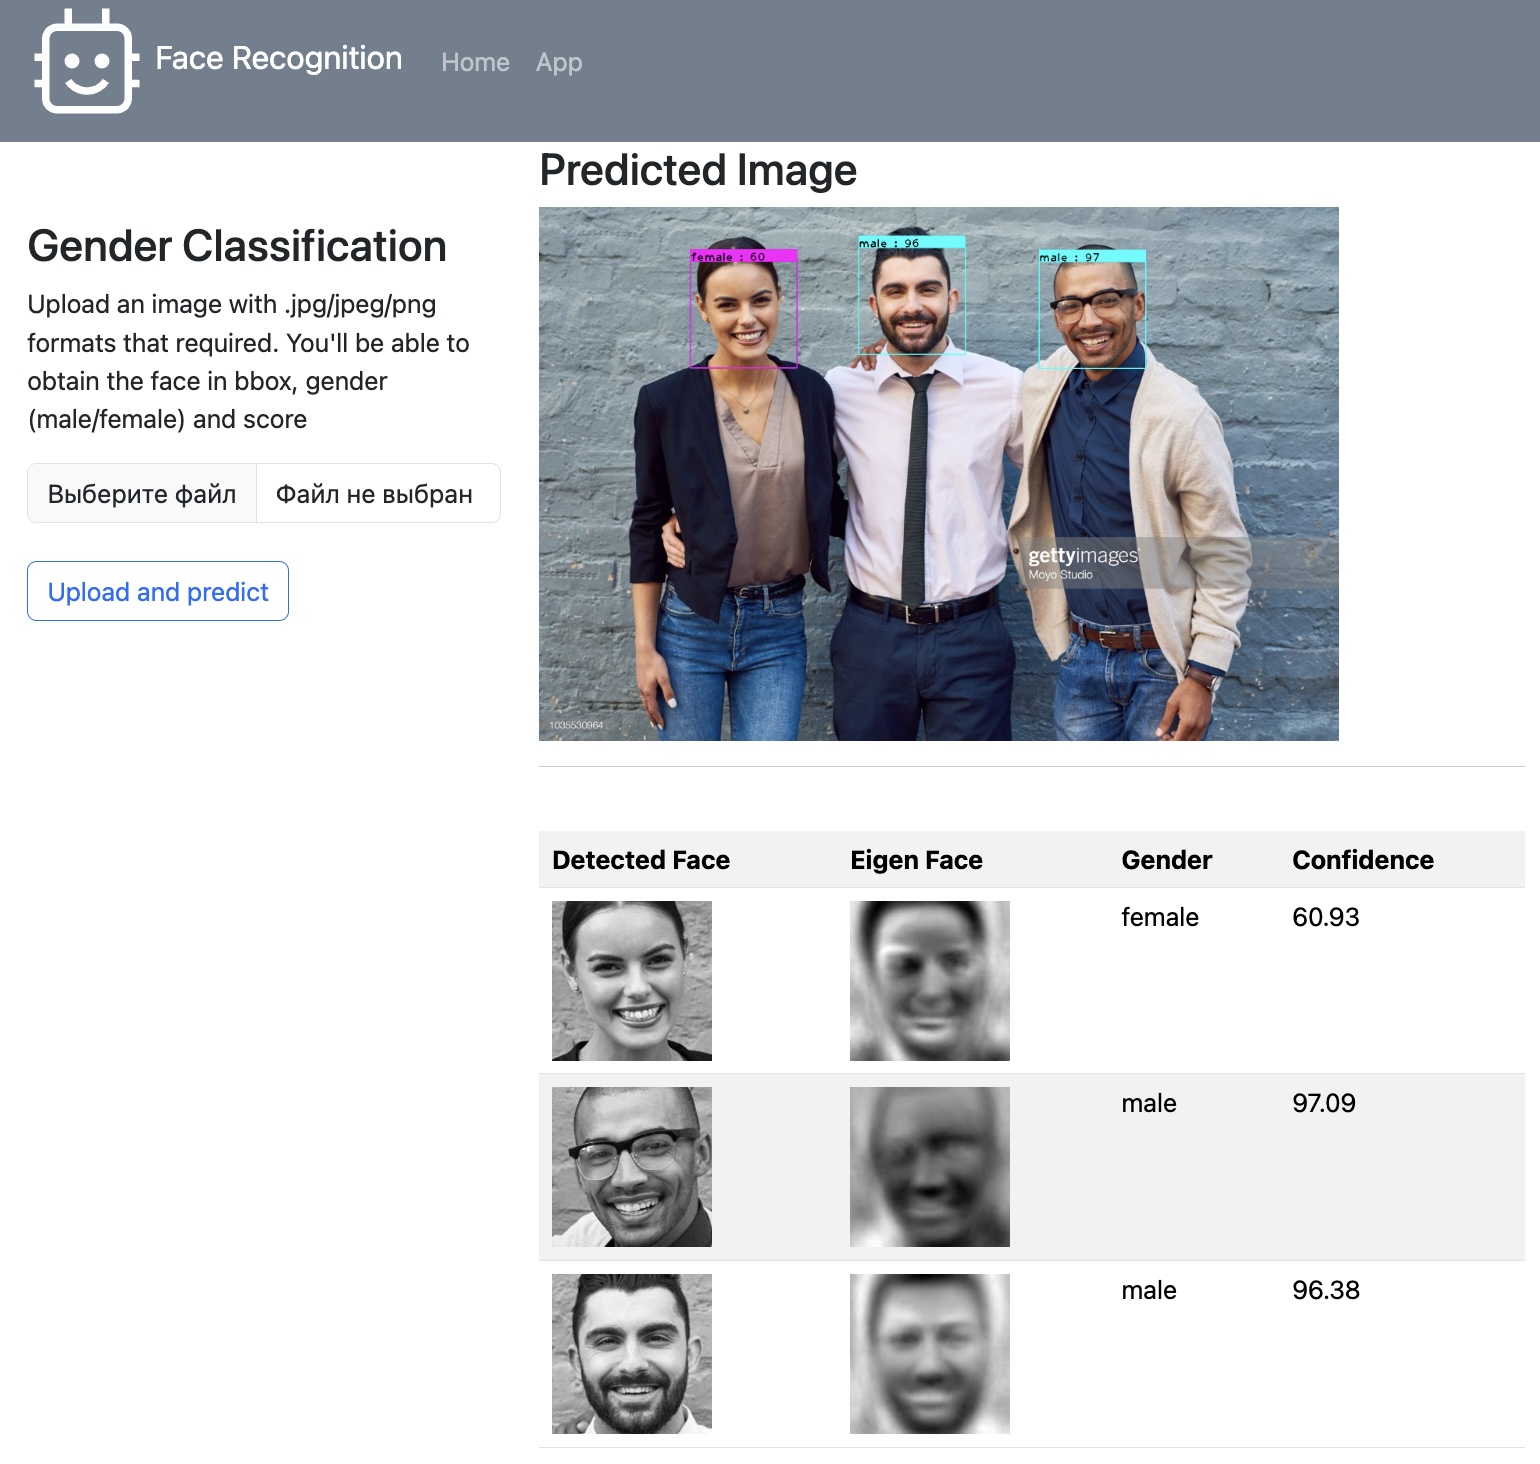 Face Recognition
Home
App
Predicted Image
Gender Classification
Upload an image with .jpg/jpeg/png
formats that required. You'll be able to
obtain the face in bbox, gender
(male/female) and score
Выберите файл
Файл не выбран
Upload and predict
female : 60
male : 96
male : 97
gettyimages
Moyo Studio
1035530964
Detected Face Eigen Face Gender Confidence
female 60.93
male 97.09
male 96.38